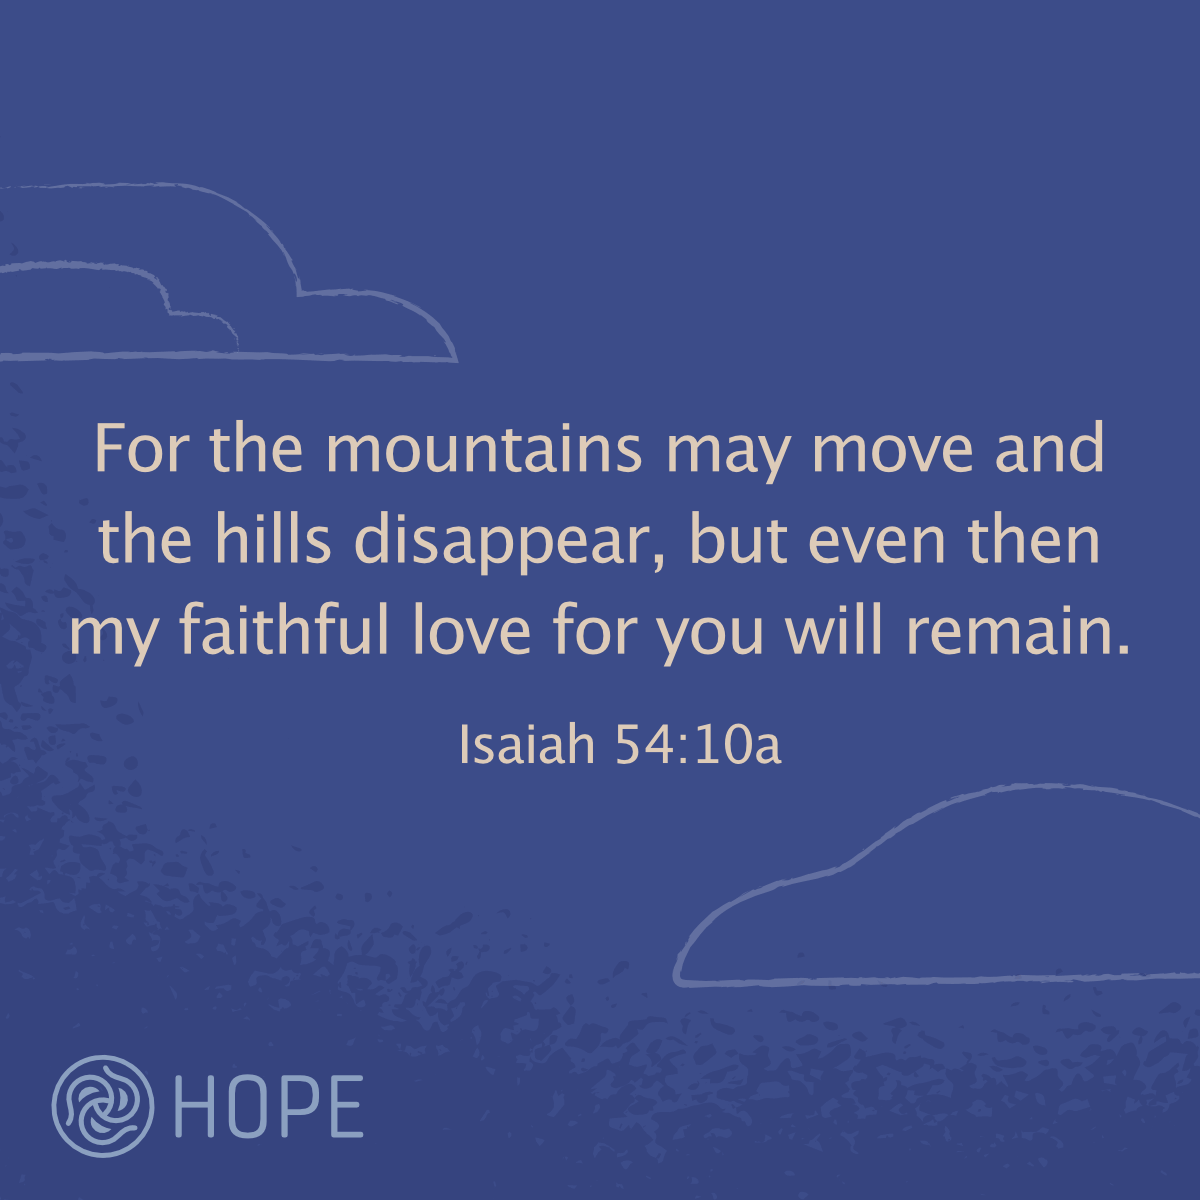 For the mountains may move and
the hills disappear, but even then
my faithful love for you will remain.
Isaiah 54:10a
HOPE